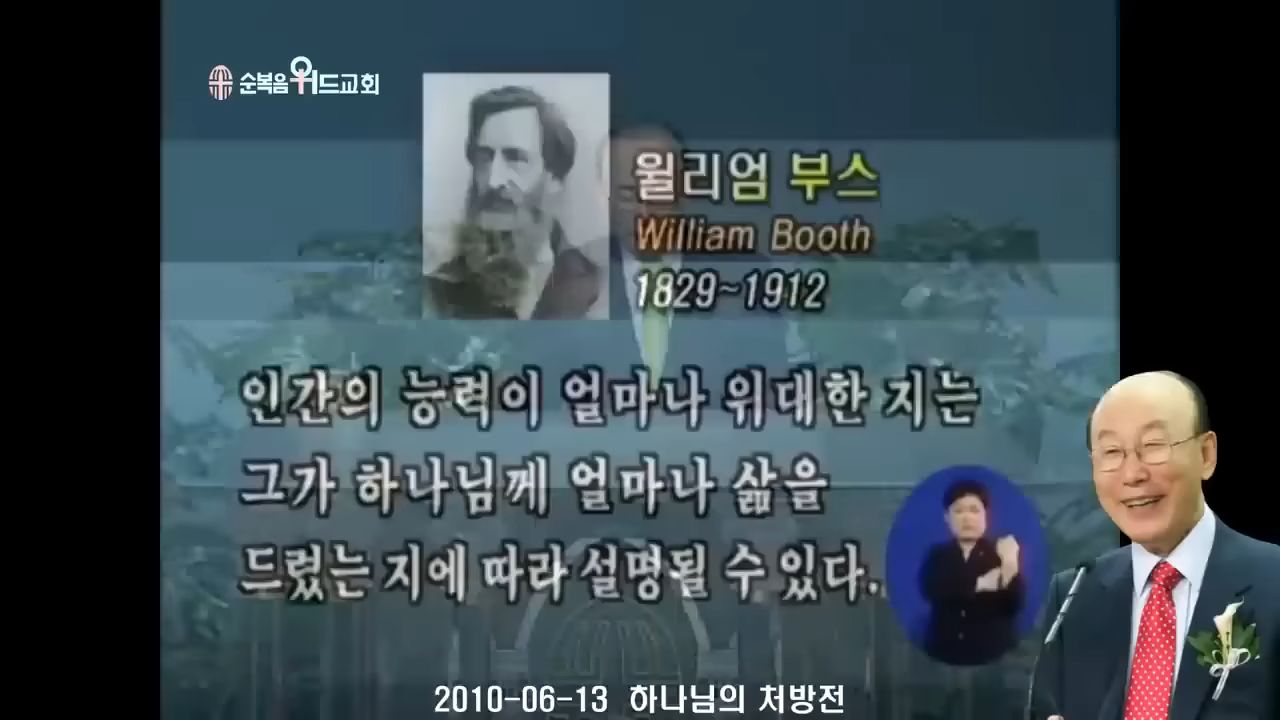 순복음워드교회
윌리엄 부스
William Booth
1829~1912
인간의 능력이 얼마나 위대한 지는
그가 하나님께 얼마나 삶을
드렸는 지에 따라 설명될 수 있다.
2010-06-13 하나님의 처방전